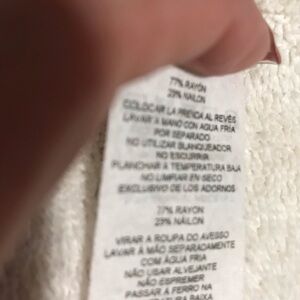 77% RAYÓN
23% NAILON
COLOCAR LA PRENDA AL REVÉS
LAVAR A MANO CON AGUA FRIA
POR SEPARADO
NO UTILIZAR BLANQUEADOR
NO ESCURRIR
PLANCHAR A TEMPERATURA BAJA
NO LIMPIAR EN SECO
EXCLUSIVO DE LOS ADORNOS
77% RAYON
23% NÁILON
VIRAR A ROUPA DO AVESSO
LAVAR À MÃO SEPARADAMENTE
COM ÁGUA FRIA
NÃO USAR ALVEJANTE
NÃO ESPREMER
PASSAR A FERRO NA
BAIXA